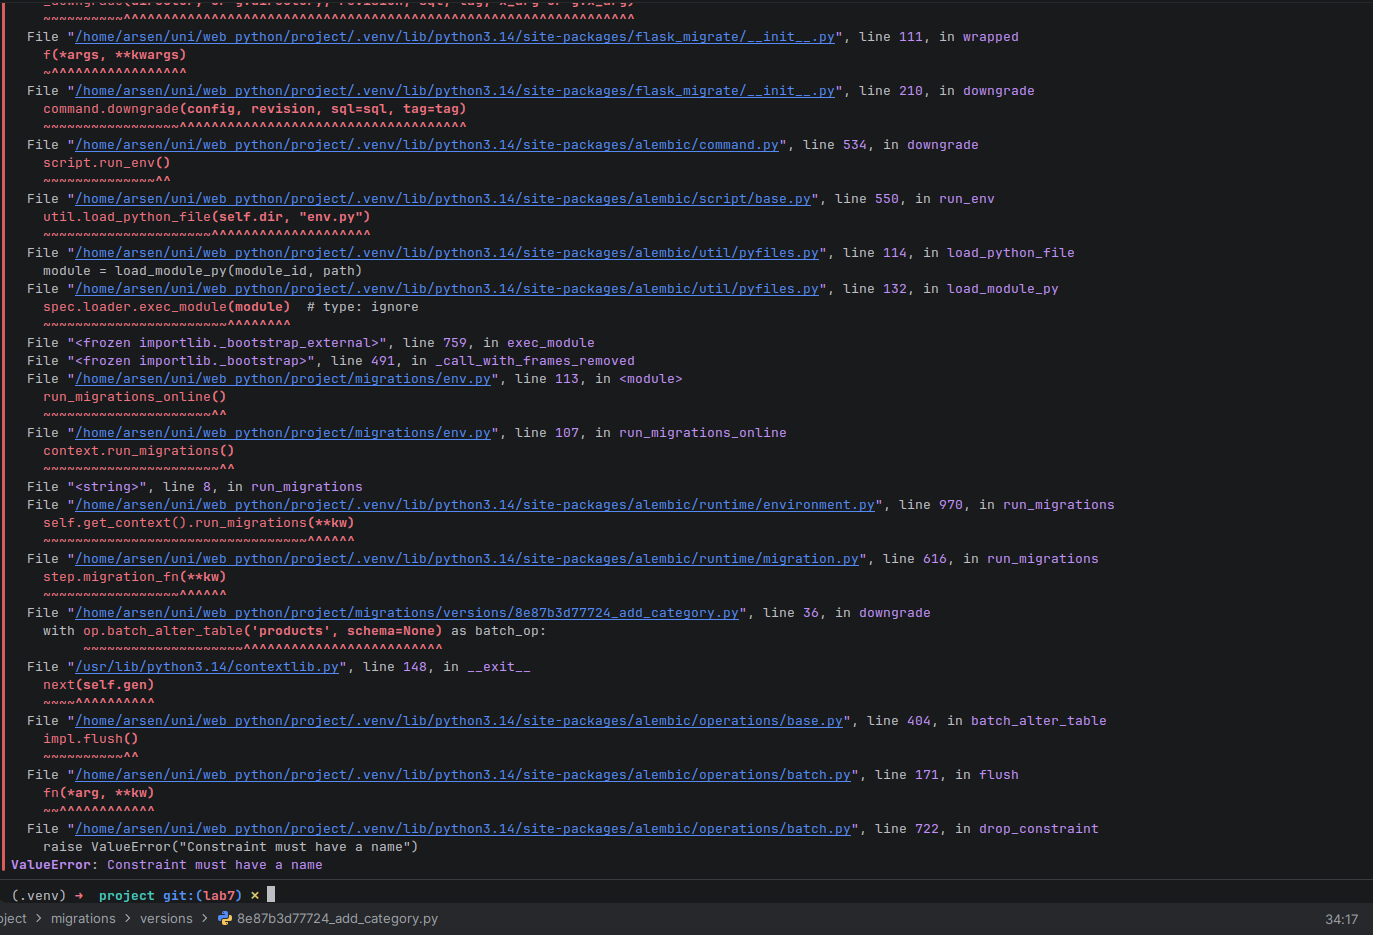 _downgrade(directory, or g.directory, revision, sql, tag, x_arg or g.x_arg)
~~~~~~~~~~^^^^^^^^^^^^^^^^^^^^^^^^^^^^^^^^^^^^^^^^^^^^^^^^^^^^^^^^^^^^^^^^
File "/home/arsen/uni/web_python/project/.venv/lib/python3.14/site-packages/flask_migrate/__init__.py", line 111, in wrapped
f(*args, **kwargs)
~^^^^^^^^^^^^^^^^^
File "/home/arsen/uni/web_python/project/.venv/lib/python3.14/site-packages/flask_migrate/__init__.py", line 210, in downgrade
command.downgrade(config, revision, sql=sql, tag=tag)
~~~~~~~~~~~~~~~~~^^^^^^^^^^^^^^^^^^^^^^^^^^^^^^^^^^^^
File "/home/arsen/uni/web_python/project/.venv/lib/python3.14/site-packages/alembic/command.py", line 534, in downgrade
script.run_env()
~~~~~~~~~~~~~~^^
File "/home/arsen/uni/web_python/project/.venv/lib/python3.14/site-packages/alembic/script/base.py", line 550, in run_env
util.load_python_file(self.dir, "env.py")
~~~~~~~~~~~~~~~~~~~~~^^^^^^^^^^^^^^^^^^^^
File "/home/arsen/uni/web_python/project/.venv/lib/python3.14/site-packages/alembic/util/pyfiles.py", line 114, in load_python_file
module = load_module_py(module_id, path)
File "/home/arsen/uni/web_python/project/.venv/lib/python3.14/site-packages/alembic/util/pyfiles.py", line 132, in load_module_py
spec.loader.exec_module(module)  # type: ignore
~~~~~~~~~~~~~~~~~~~~~~~^^^^^^^^
File "<frozen importlib._bootstrap_external>", line 759, in exec_module
File "<frozen importlib._bootstrap>", line 491, in _call_with_frames_removed
File "/home/arsen/uni/web_python/project/migrations/env.py", line 113, in <module>
run_migrations_online()
~~~~~~~~~~~~~~~~~~~~~^^
File "/home/arsen/uni/web_python/project/migrations/env.py", line 107, in run_migrations_online
context.run_migrations()
~~~~~~~~~~~~~~~~~~~~~~^^
File "<string>", line 8, in run_migrations
File "/home/arsen/uni/web_python/project/.venv/lib/python3.14/site-packages/alembic/runtime/environment.py", line 970, in run_migrations
self.get_context().run_migrations(**kw)
~~~~~~~~~~~~~~~~~~~~~~~~~~~~~~~~~^^^^^^
File "/home/arsen/uni/web_python/project/.venv/lib/python3.14/site-packages/alembic/runtime/migration.py", line 616, in run_migrations
step.migration_fn(**kw)
~~~~~~~~~~~~~~~~~^^^^^^
File "/home/arsen/uni/web_python/project/migrations/versions/8e87b3d77724_add_category.py", line 36, in downgrade
with op.batch_alter_table('products', schema=None) as batch_op:
~~~~~~~~~~~~~~~~~~~~^^^^^^^^^^^^^^^^^^^^^^^^^
File "/usr/lib/python3.14/contextlib.py", line 148, in __exit__
next(self.gen)
~~~~^^^^^^^^^^
File "/home/arsen/uni/web_python/project/.venv/lib/python3.14/site-packages/alembic/operations/base.py", line 404, in batch_alter_table
impl.flush()
~~~~~~~~~~^^
File "/home/arsen/uni/web_python/project/.venv/lib/python3.14/site-packages/alembic/operations/batch.py", line 171, in flush
fn(*arg, **kw)
~~^^^^^^^^^^^^
File "/home/arsen/uni/web_python/project/.venv/lib/python3.14/site-packages/alembic/operations/batch.py", line 722, in drop_constraint
raise ValueError("Constraint must have a name")
ValueError: Constraint must have a name
(.venv) → project git:(lab7) ×
oject > migrations > versions > 8e87b3d77724_add_category.py 34:17